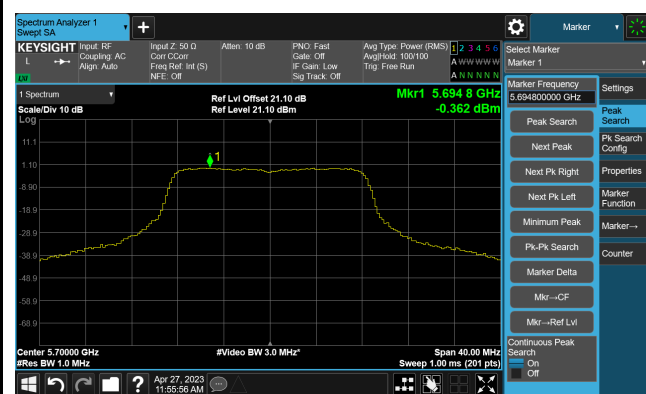 Spectrum Analyzer 1
Swept SA
Marker
KEYSIGHT
L
LXI
Input: RF
Coupling: AC
Align: Auto
Input Z: 50 Ω
Corr CCorr
Freq Ref: Int (S)
NFE: Off
Atten: 10 dB
PNO: Fast
Gate: Off
IF Gain: Low
Sig Track: Off
Avg Type: Power (RMS)
Avg|Hold: 100/100
Trig: Free Run
1 2 3 4 5 6
A W W W W W
A N N N N N
Select Marker
Marker 1
1 Spectrum
Scale/Div 10 dB
Log
Ref Lvl Offset 21.10 dB
Ref Level 21.10 dBm
Mkr1 5.694 8 GHz
-0.362 dBm
11.1
1.10
-8.90
-18.9
-28.9
-38.9
-48.9
-58.9
-68.9
1
Center 5.70000 GHz
#Res BW 1.0 MHz
#Video BW 3.0 MHz*
Span 40.00 MHz
Sweep 1.00 ms (201 pts)
Marker Frequency
5.694800000 GHz
Peak Search
Next Peak
Next Pk Right
Next Pk Left
Minimum Peak
Pk-Pk Search
Marker Delta
Mkr→CF
Mkr→Ref Lvl
Continuous Peak
Search
On
Off
Settings
Peak
Search
Pk Search
Config
Properties
Marker
Function
Marker→
Counter
?
Apr 27, 2023
11:55:56 AM